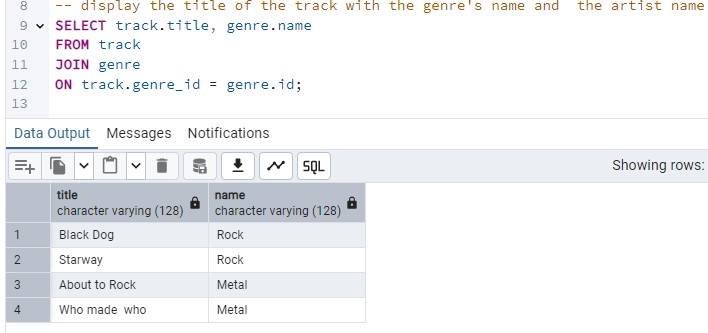 8 -- display the title of the track with the genre's name and  the artist name
9 SELECT track.title, genre.name
10 FROM track
11 JOIN genre
12 ON track.genre_id = genre.id;
13
Data Output Messages Notifications
SQL Showing rows:
title name
character varying (128) character varying (128)
1 Black Dog Rock
2 Starway Rock
3 About to Rock Metal
4 Who made  who Metal